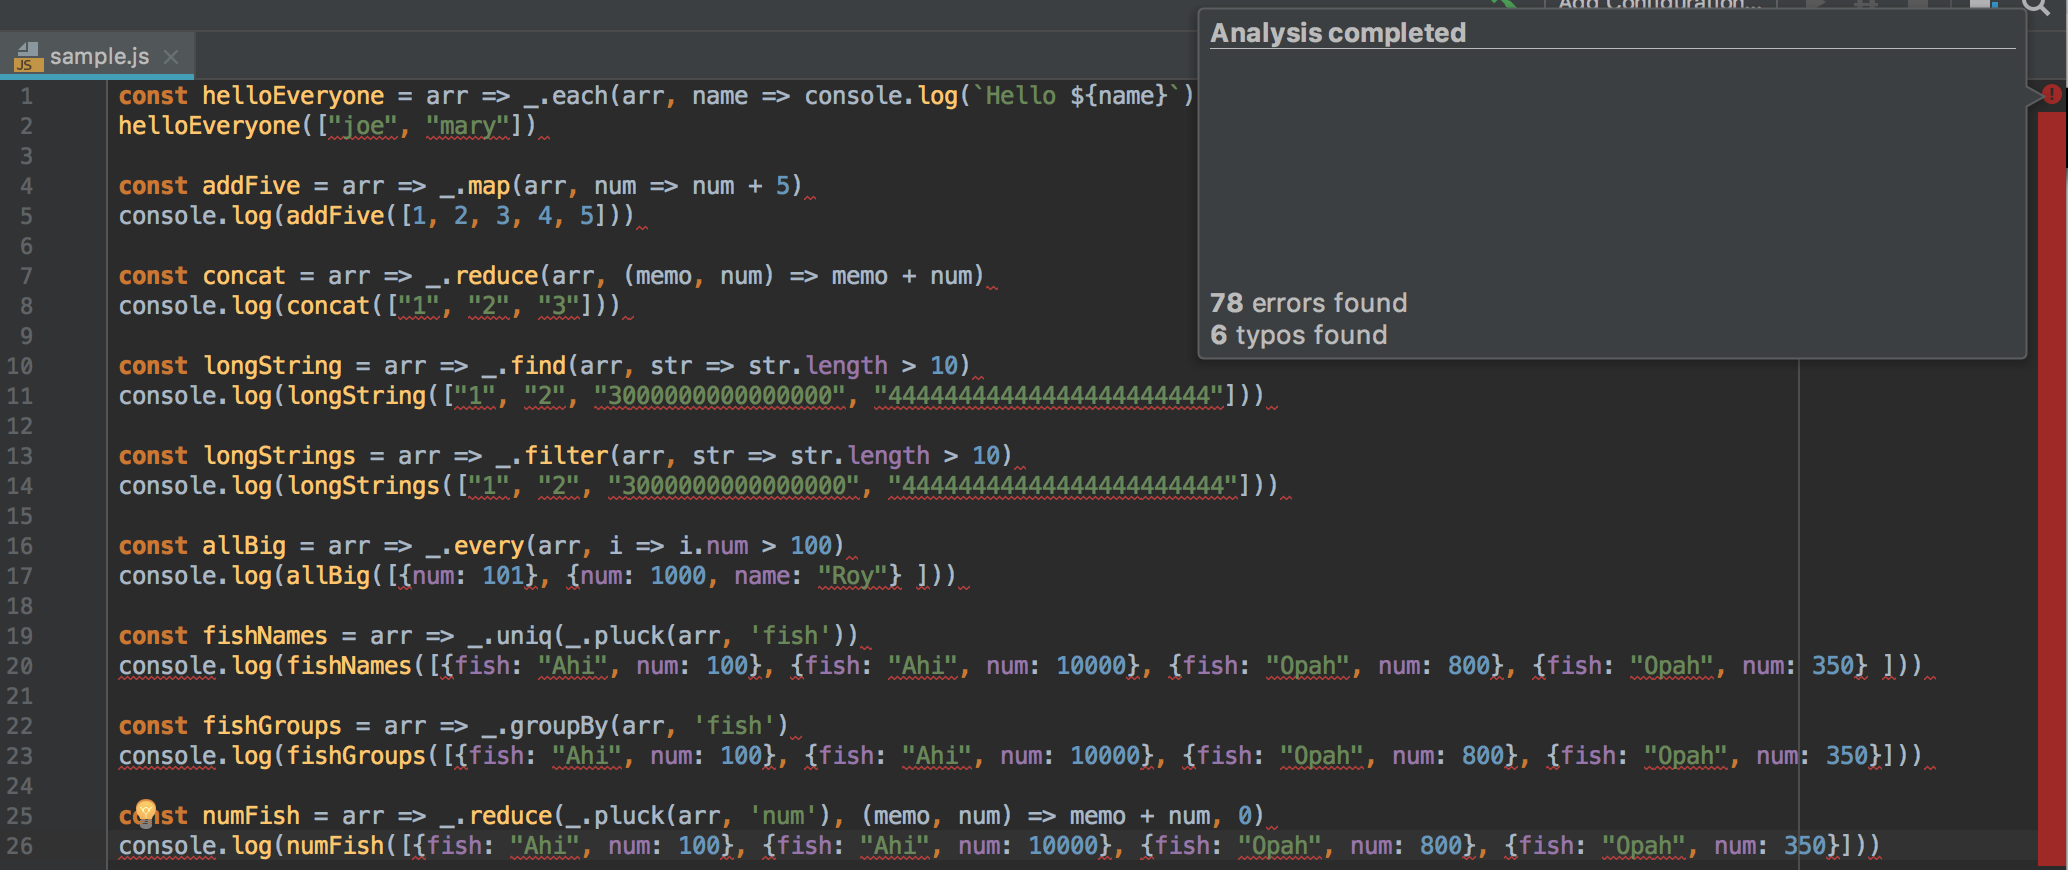 Add Configuration...
sample.js
JS
Analysis completed
78 errors found
6 typos found
1 const helloEveryone = arr => _.each(arr, name => console.log(`Hello ${name}`)
2 helloEveryone(["joe", "mary"])
3
4 const addFive = arr => _.map(arr, num => num + 5)
5 console.log(addFive([1, 2, 3, 4, 5]))
6
7 const concat = arr => _.reduce(arr, (memo, num) => memo + num)
8 console.log(concat(["1", "2", "3"]))
9
10 const longString = arr => _.find(arr, str => str.length > 10)
11 console.log(longString(["1", "2", "3000000000000000", "44444444444444444444444"]))
12
13 const longStrings = arr => _.filter(arr, str => str.length > 10)
14 console.log(longStrings(["1", "2", "3000000000000000", "44444444444444444444444"]))
15
16 const allBig = arr => _.every(arr, i => i.num > 100)
17 console.log(allBig([{num: 101}, {num: 1000, name: "Roy"} ]))
18
19 const fishNames = arr => _.uniq(_.pluck(arr, 'fish'))
20 console.log(fishNames([{fish: "Ahi", num: 100}, {fish: "Ahi", num: 10000}, {fish: "Opah", num: 800}, {fish: "Opah", num: 350} ]))
21
22 const fishGroups = arr => _.groupBy(arr, 'fish')
23 console.log(fishGroups([{fish: "Ahi", num: 100}, {fish: "Ahi", num: 10000}, {fish: "Opah", num: 800}, {fish: "Opah", num: 350}]))
24
25 const numFish = arr => _.reduce(_.pluck(arr, 'num'), (memo, num) => memo + num, 0)
26 console.log(numFish([{fish: "Ahi", num: 100}, {fish: "Ahi", num: 10000}, {fish: "Opah", num: 800}, {fish: "Opah", num: 350}]))